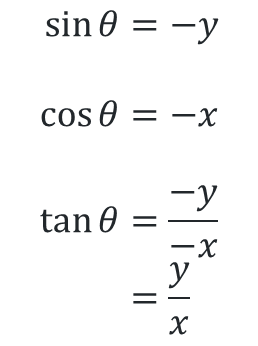 sin θ = −y
cos θ = −x
tan θ = −y/−x
= y/x